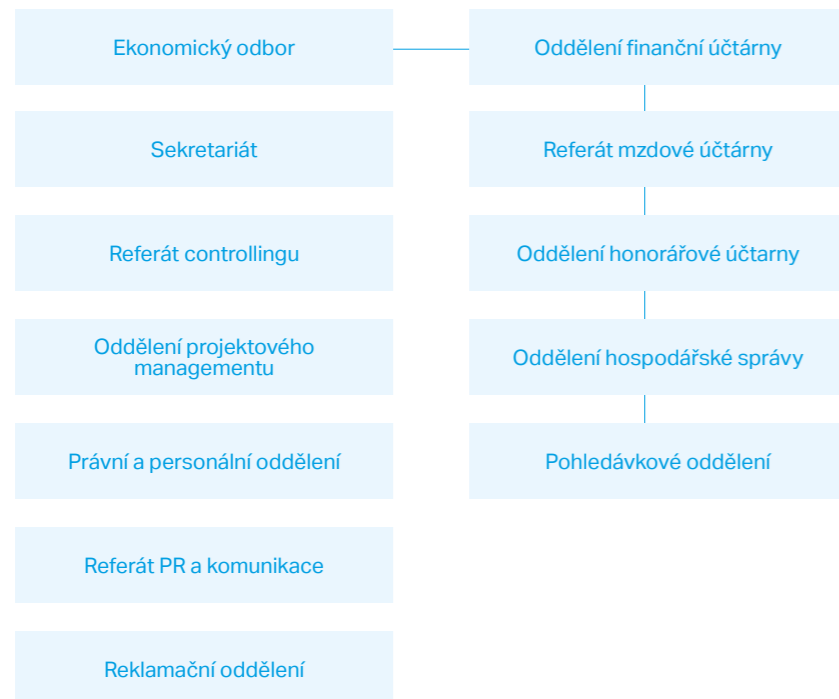 Ekonomický odbor
Oddělení finanční účtárny
Sekretariát
Referát mzdové účtárny
Referát controllingu
Oddělení honorářové účtarny
Oddělení projektového
managementu
Oddělení hospodářské správy
Právní a personální oddělení
Pohledávkové oddělení
Referát PR a komunikace
Reklamační oddělení